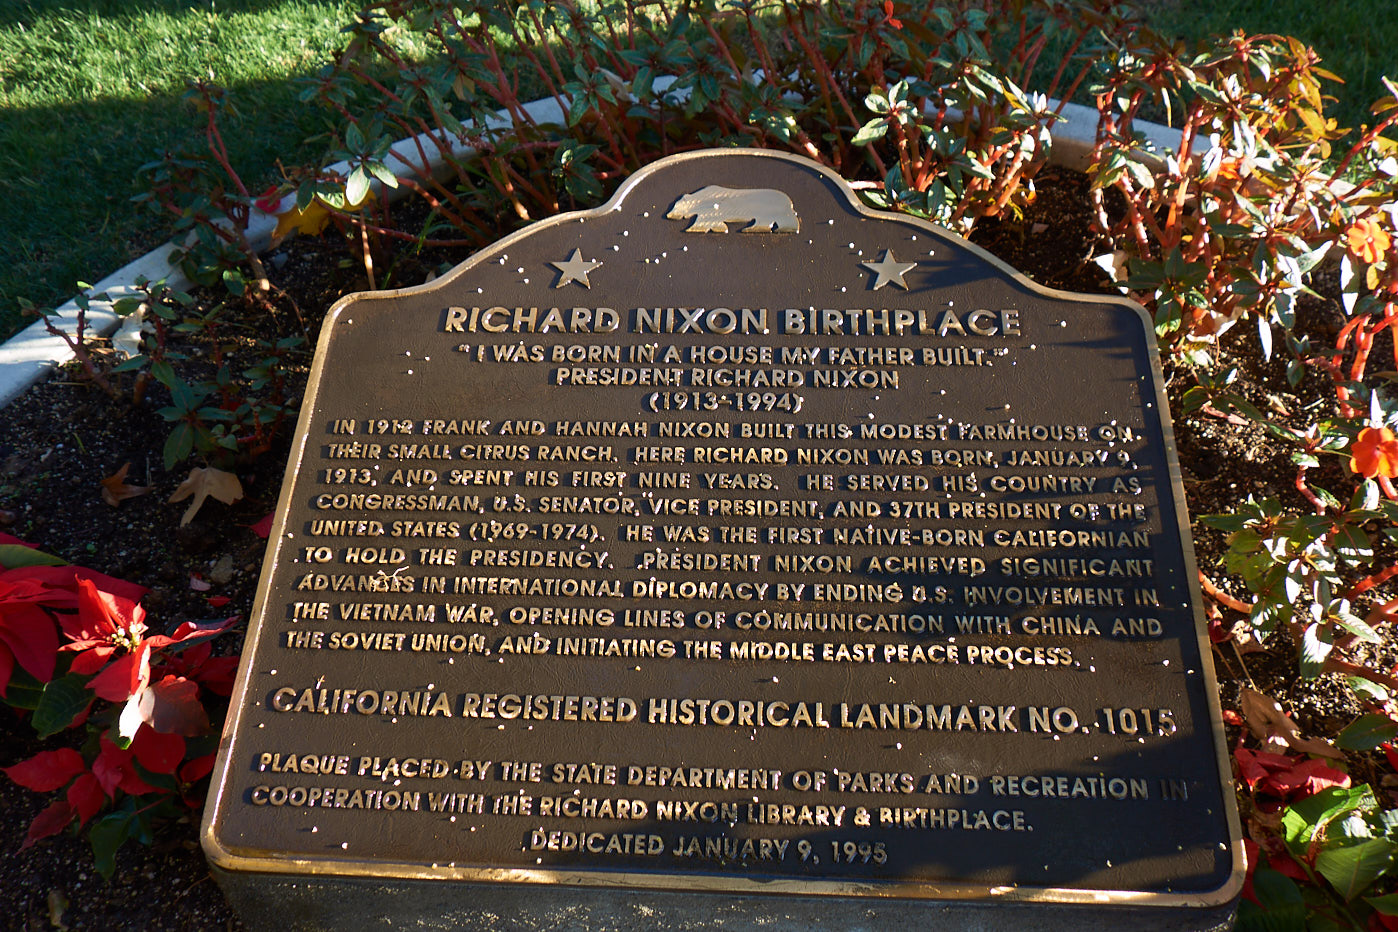 RICHARD NIXON BIRTHPLACE
"I WAS BORN IN A HOUSE MY FATHER BUILT."
PRESIDENT RICHARD NIXON
(1913-1994)
IN 1912 FRANK AND HANNAH NIXON BUILT THIS MODEST FARMHOUSE ON
THEIR SMALL CITRUS RANCH. HERE RICHARD NIXON WAS BORN, JANUARY 9,
1913, AND SPENT HIS FIRST NINE YEARS. HE SERVED HIS COUNTRY AS
CONGRESSMAN, U.S. SENATOR, VICE PRESIDENT, AND 37TH PRESIDENT OF THE
UNITED STATES (1969-1974). HE WAS THE FIRST NATIVE-BORN CALIFORNIAN
TO HOLD THE PRESIDENCY. PRESIDENT NIXON ACHIEVED SIGNIFICANT
ADVANCES IN INTERNATIONAL DIPLOMACY BY ENDING U.S. INVOLVEMENT IN
THE VIETNAM WAR, OPENING LINES OF COMMUNICATION WITH CHINA AND
THE SOVIET UNION, AND INITIATING THE MIDDLE EAST PEACE PROCESS.
CALIFORNIA REGISTERED HISTORICAL LANDMARK NO. 1015
PLAQUE PLACED BY THE STATE DEPARTMENT OF PARKS AND RECREATION IN
COOPERATION WITH THE RICHARD NIXON LIBRARY & BIRTHPLACE.
DEDICATED JANUARY 9, 1995